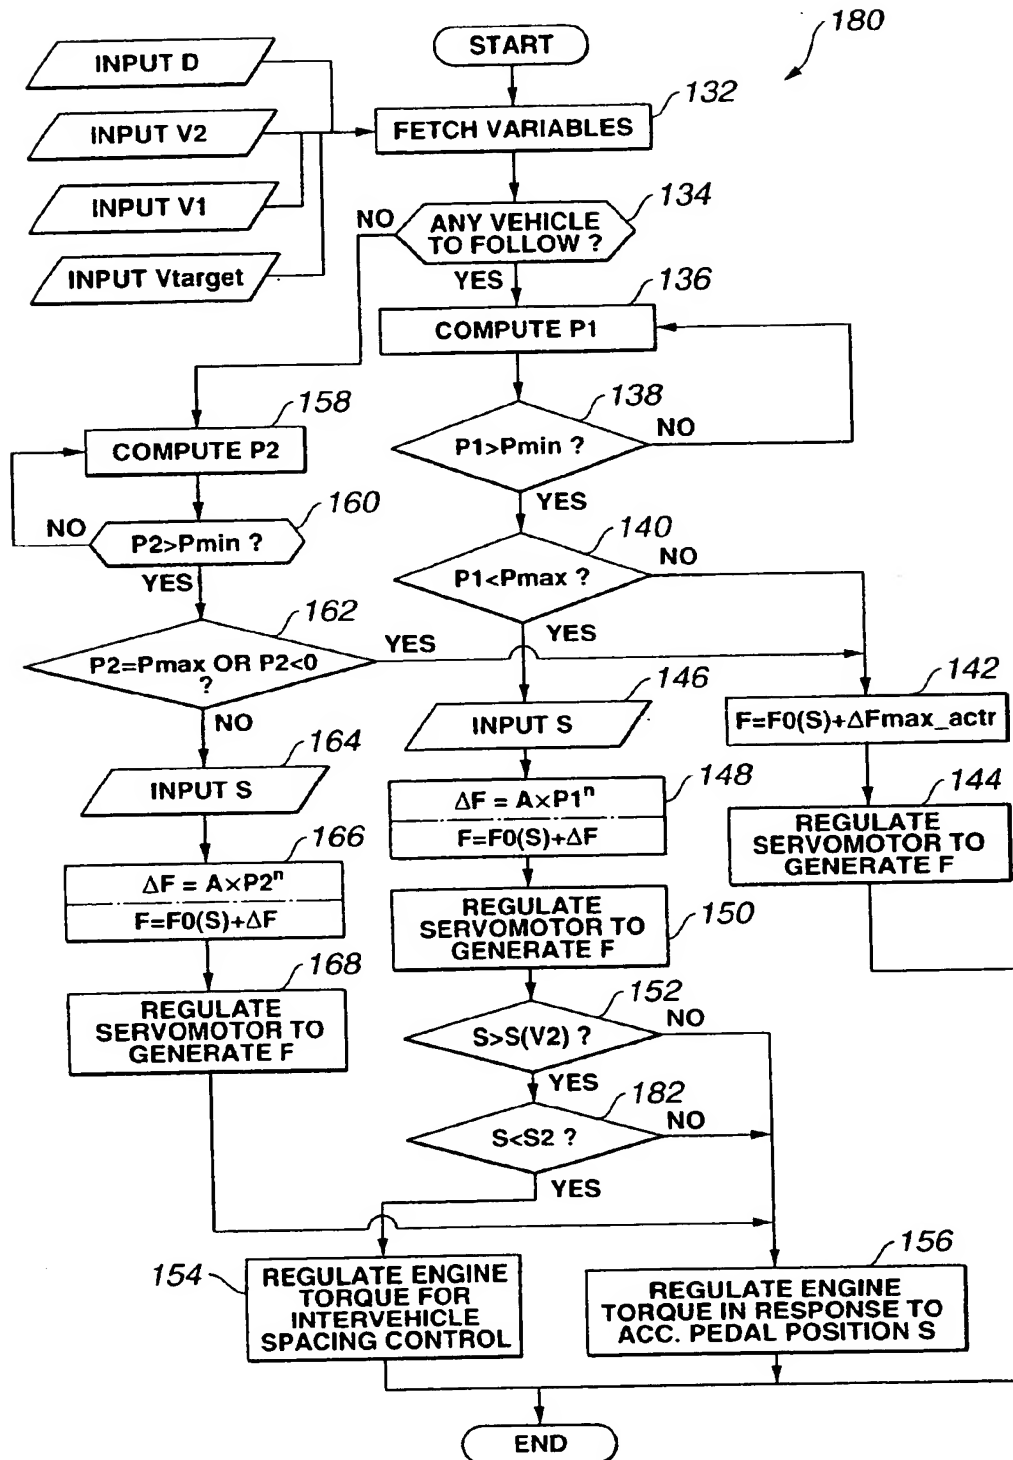 180
START
INPUT D
132
FETCH VARIABLES
INPUT V2
134
INPUT V1
NO
ANY VEHICLE
TO FOLLOW ?
INPUT Vtarget
YES
136
COMPUTE P1
158
138
COMPUTE P2
P1>Pmin ?
NO
YES
160
NO
P2>Pmin ?
140
NO
P1<Pmax ?
YES
162
YES
YES
P2=Pmax OR P2<0
?
146
142
NO
INPUT S
F=F0(S)+ΔFmax_actr
164
INPUT S
148
144
ΔF = A×P1ⁿ
F=F0(S)+ΔF
REGULATE
SERVOMOTOR TO
GENERATE F
166
ΔF = A×P2ⁿ
F=F0(S)+ΔF
REGULATE
SERVOMOTOR TO
GENERATE F
150
168
152
REGULATE
SERVOMOTOR TO
GENERATE F
S>S(V2) ?
NO
YES
182
S<S2 ?
NO
YES
156
154
REGULATE ENGINE
TORQUE FOR
INTERVEHICLE
SPACING CONTROL
REGULATE ENGINE
TORQUE IN RESPONSE TO
ACC. PEDAL POSITION S
END